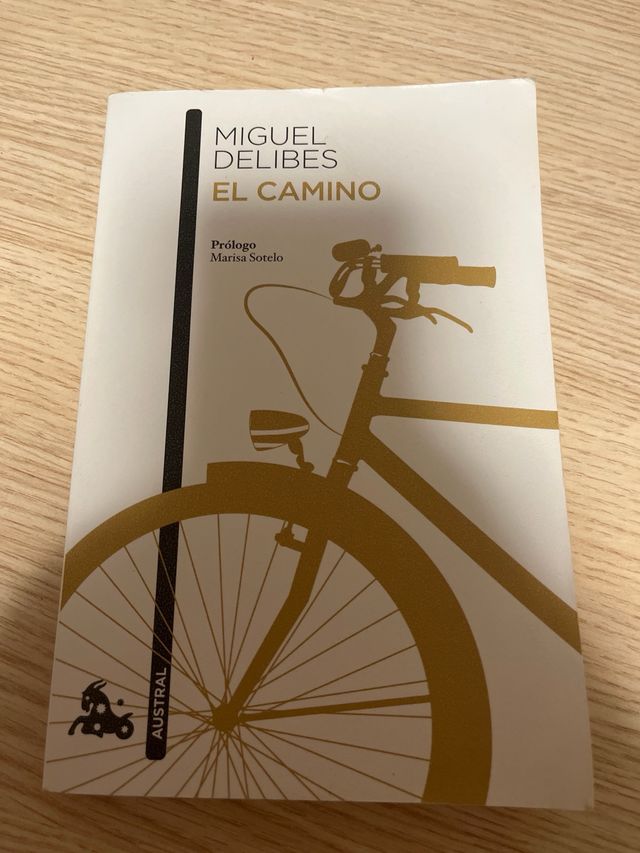 MIGUEL
DELIBES
EL CAMINO
Prólogo
Marisa Sotelo
AUSTRAL